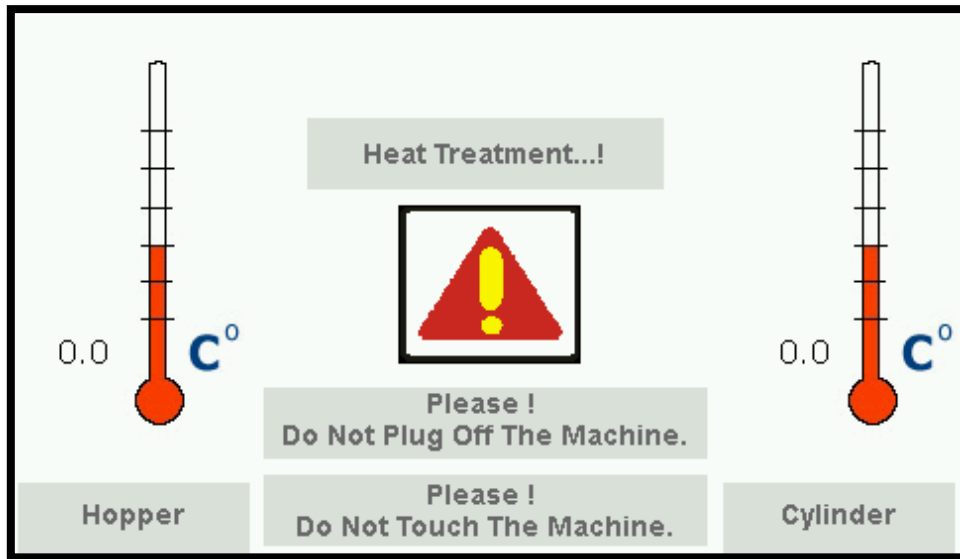 Heat Treatment...!
0.0
C°
0.0
C°
Please !
Do Not Plug Off The Machine.
Please !
Do Not Touch The Machine.
Hopper
Cylinder